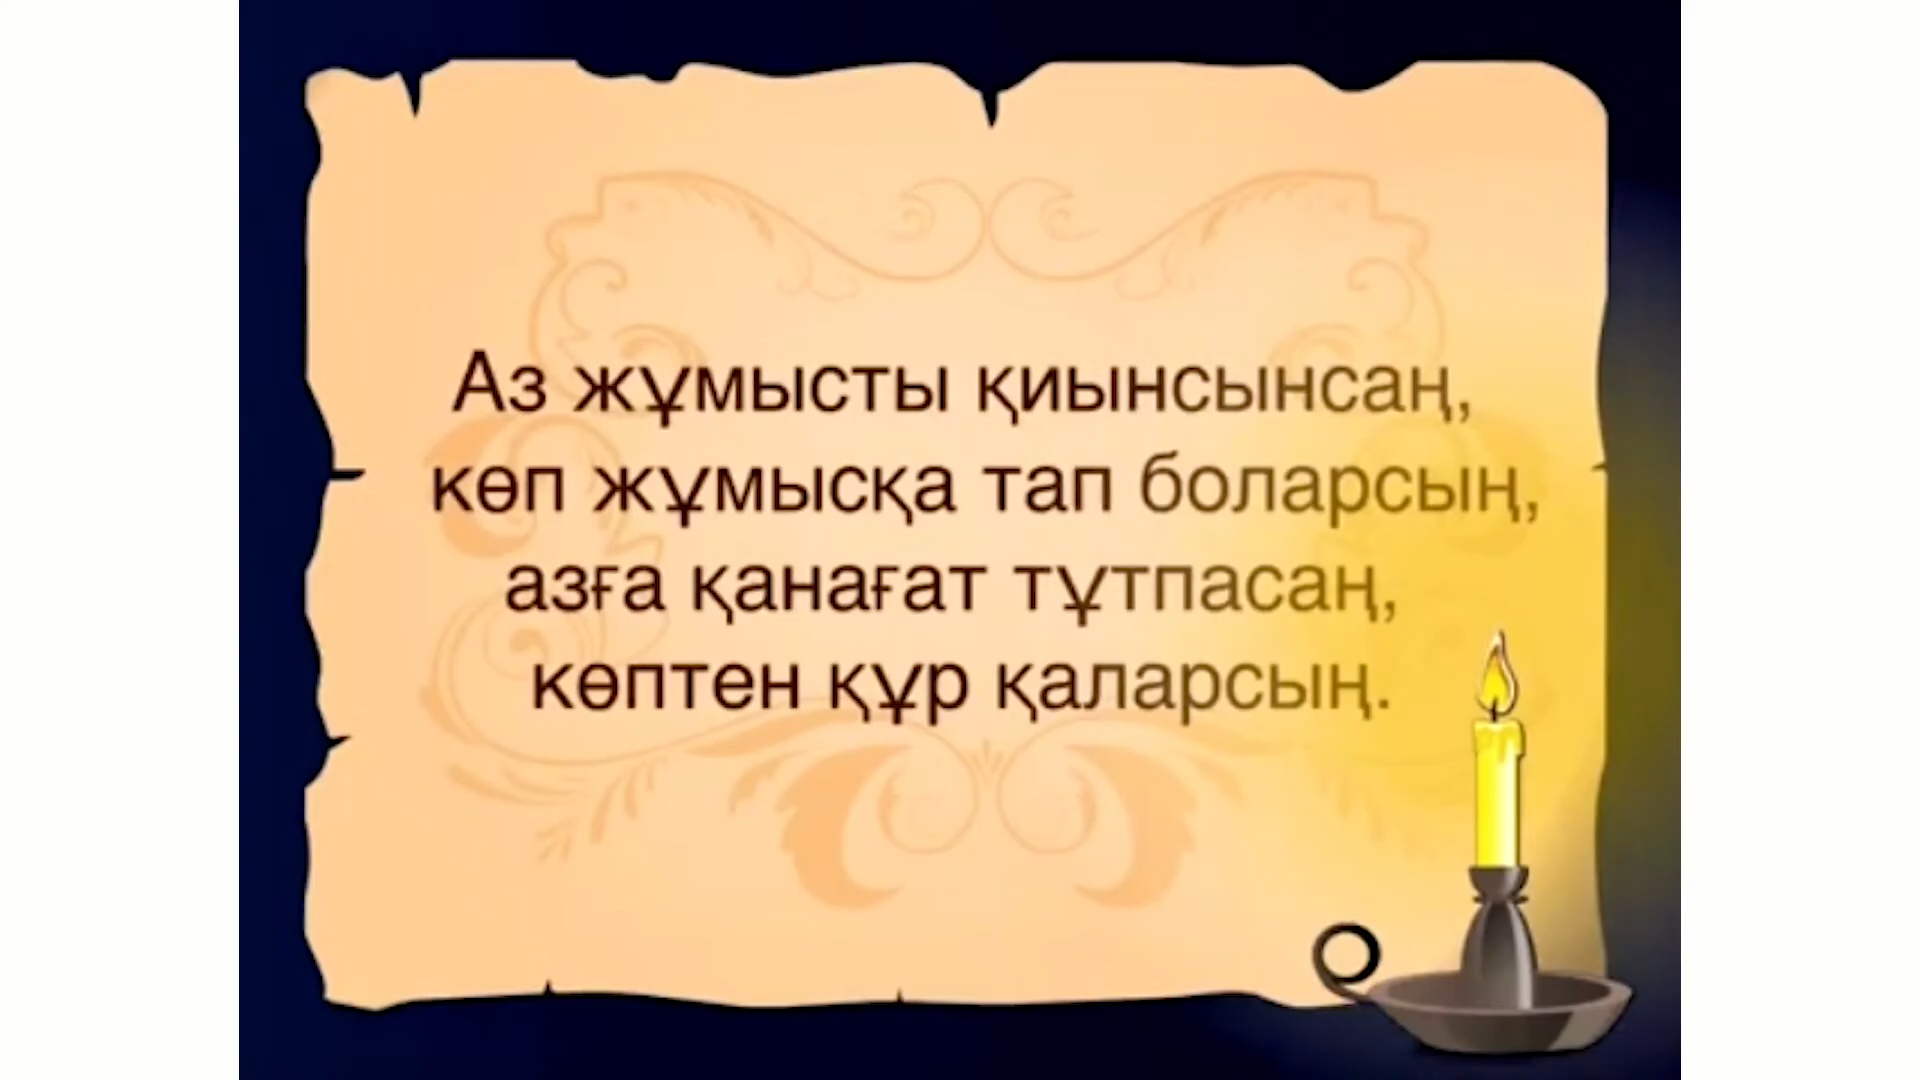 Аз жұмысты қиынсынсаң,
көп жұмысқа тап боларсың,
азға қанағат тұтпасаң,
көптен құр қаларсың.